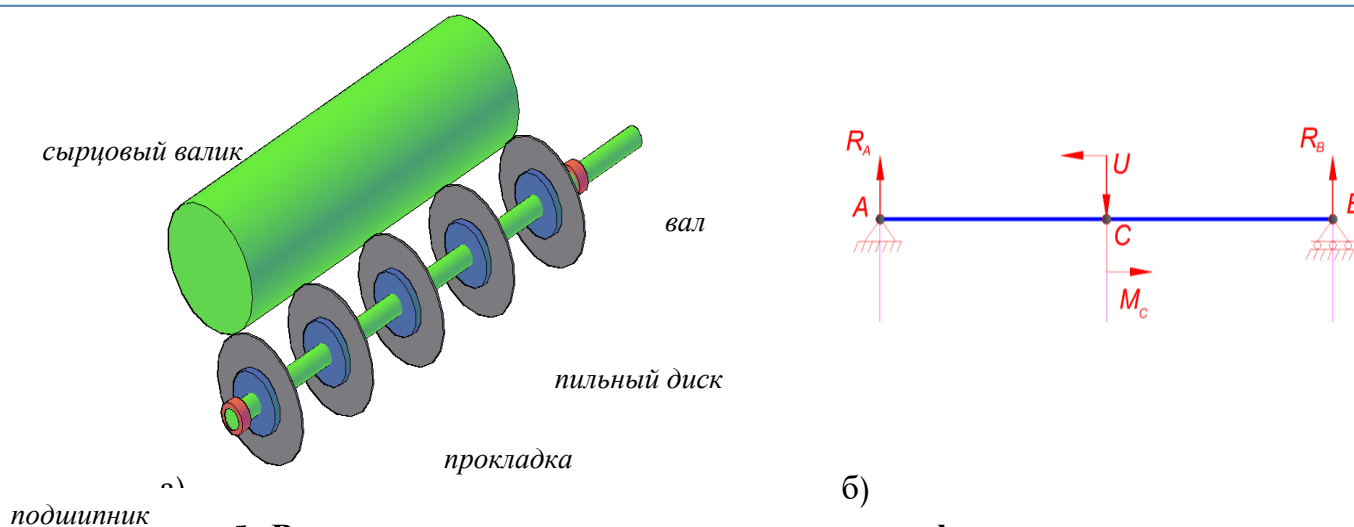 сырцовый валик
вал
пильный диск
прокладка
подшипник
R_A
R_B
U
A
B
C
M_C
б)